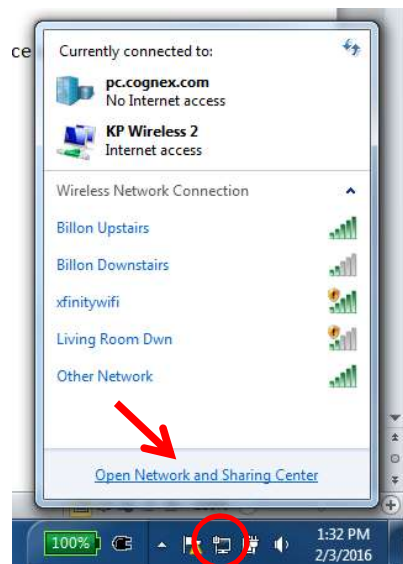 ce
Currently connected to:
pc.cognex.com
No Internet access
KP Wireless 2
Internet access
Wireless Network Connection
Billon Upstairs
Billon Downstairs
xfinitywifi
Living Room Dwn
Other Network
Open Network and Sharing Center
100%
1:32 PM
2/3/2016